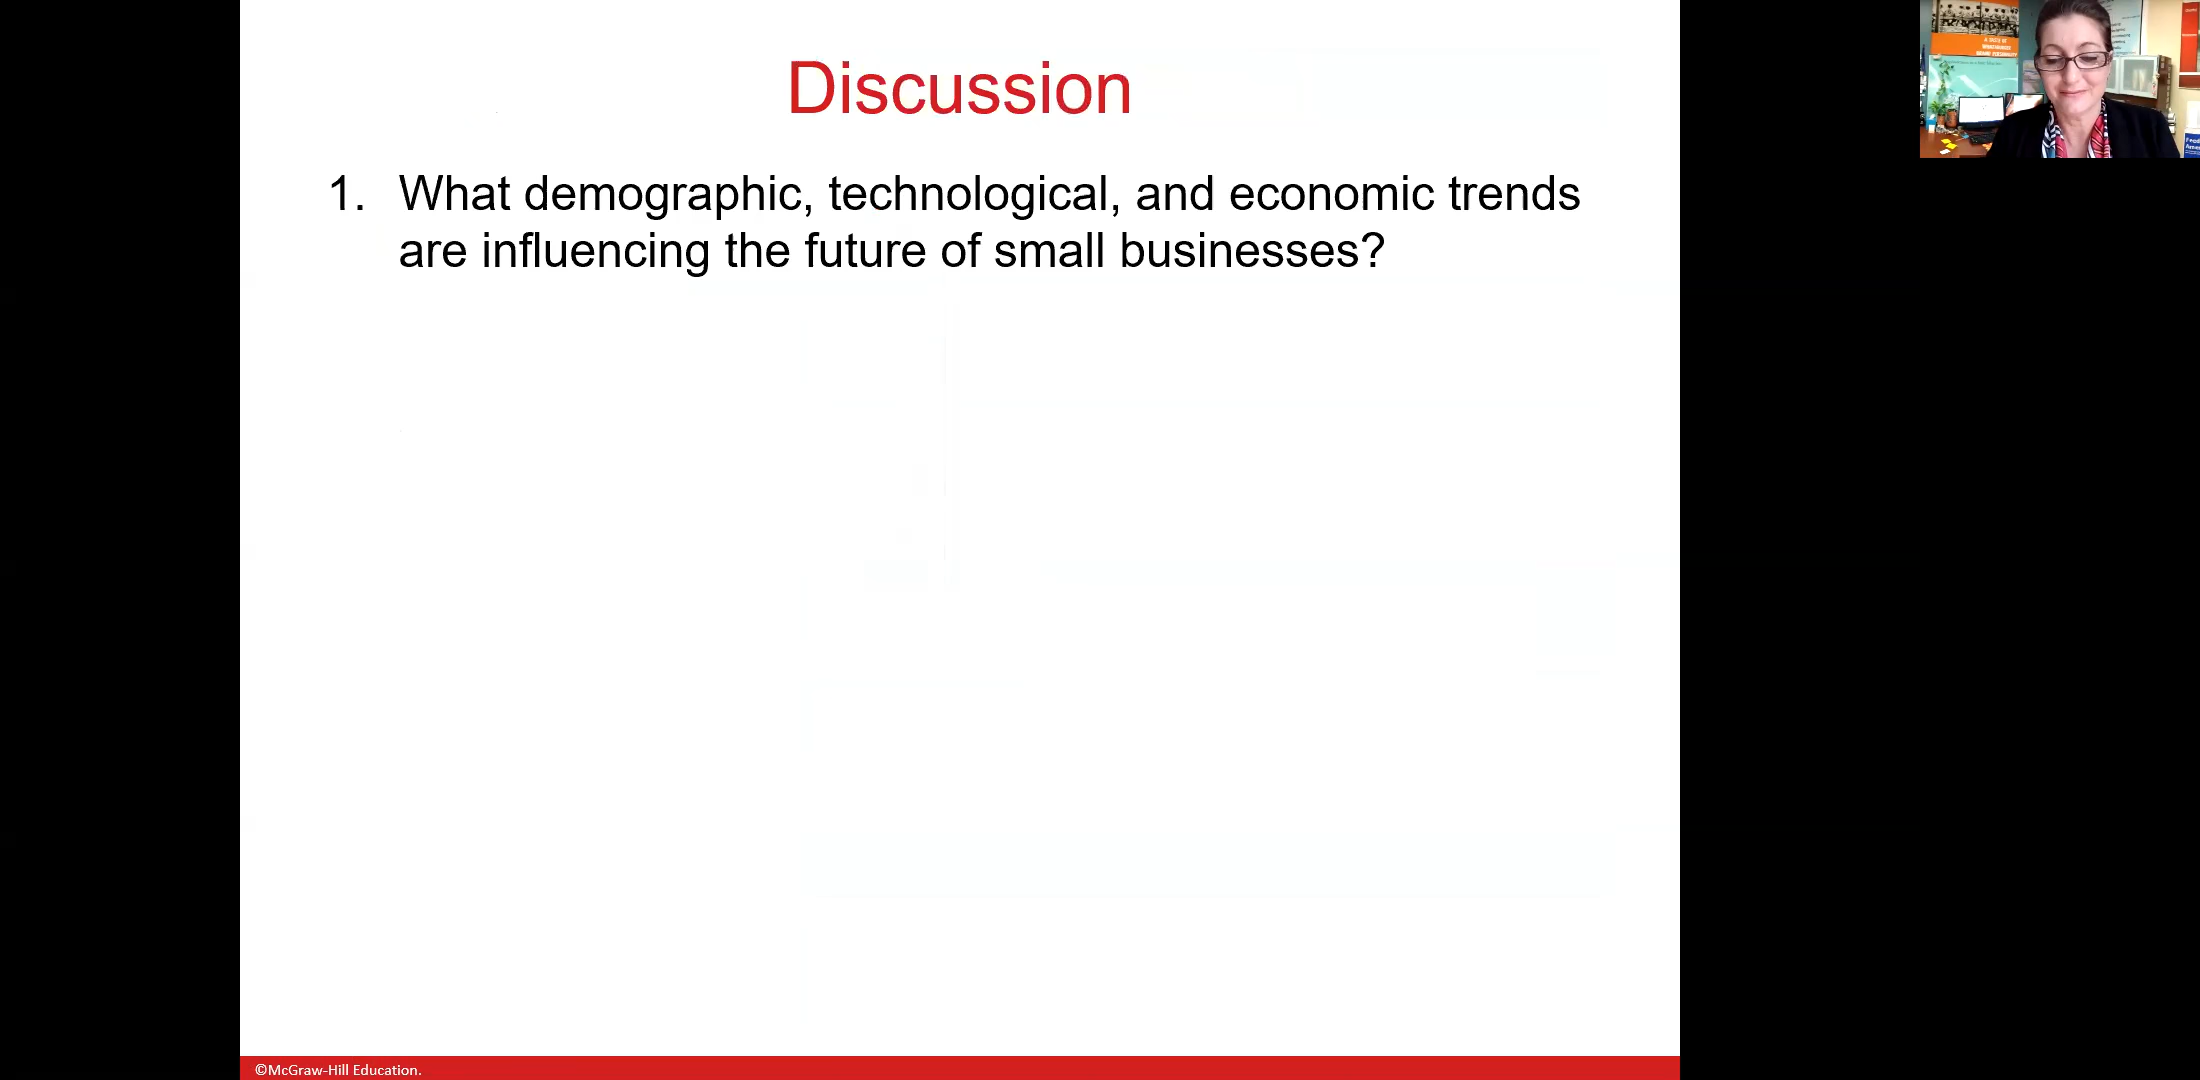 Discussion
1. What demographic, technological, and economic trends
are influencing the future of small businesses?
©McGraw-Hill Education.